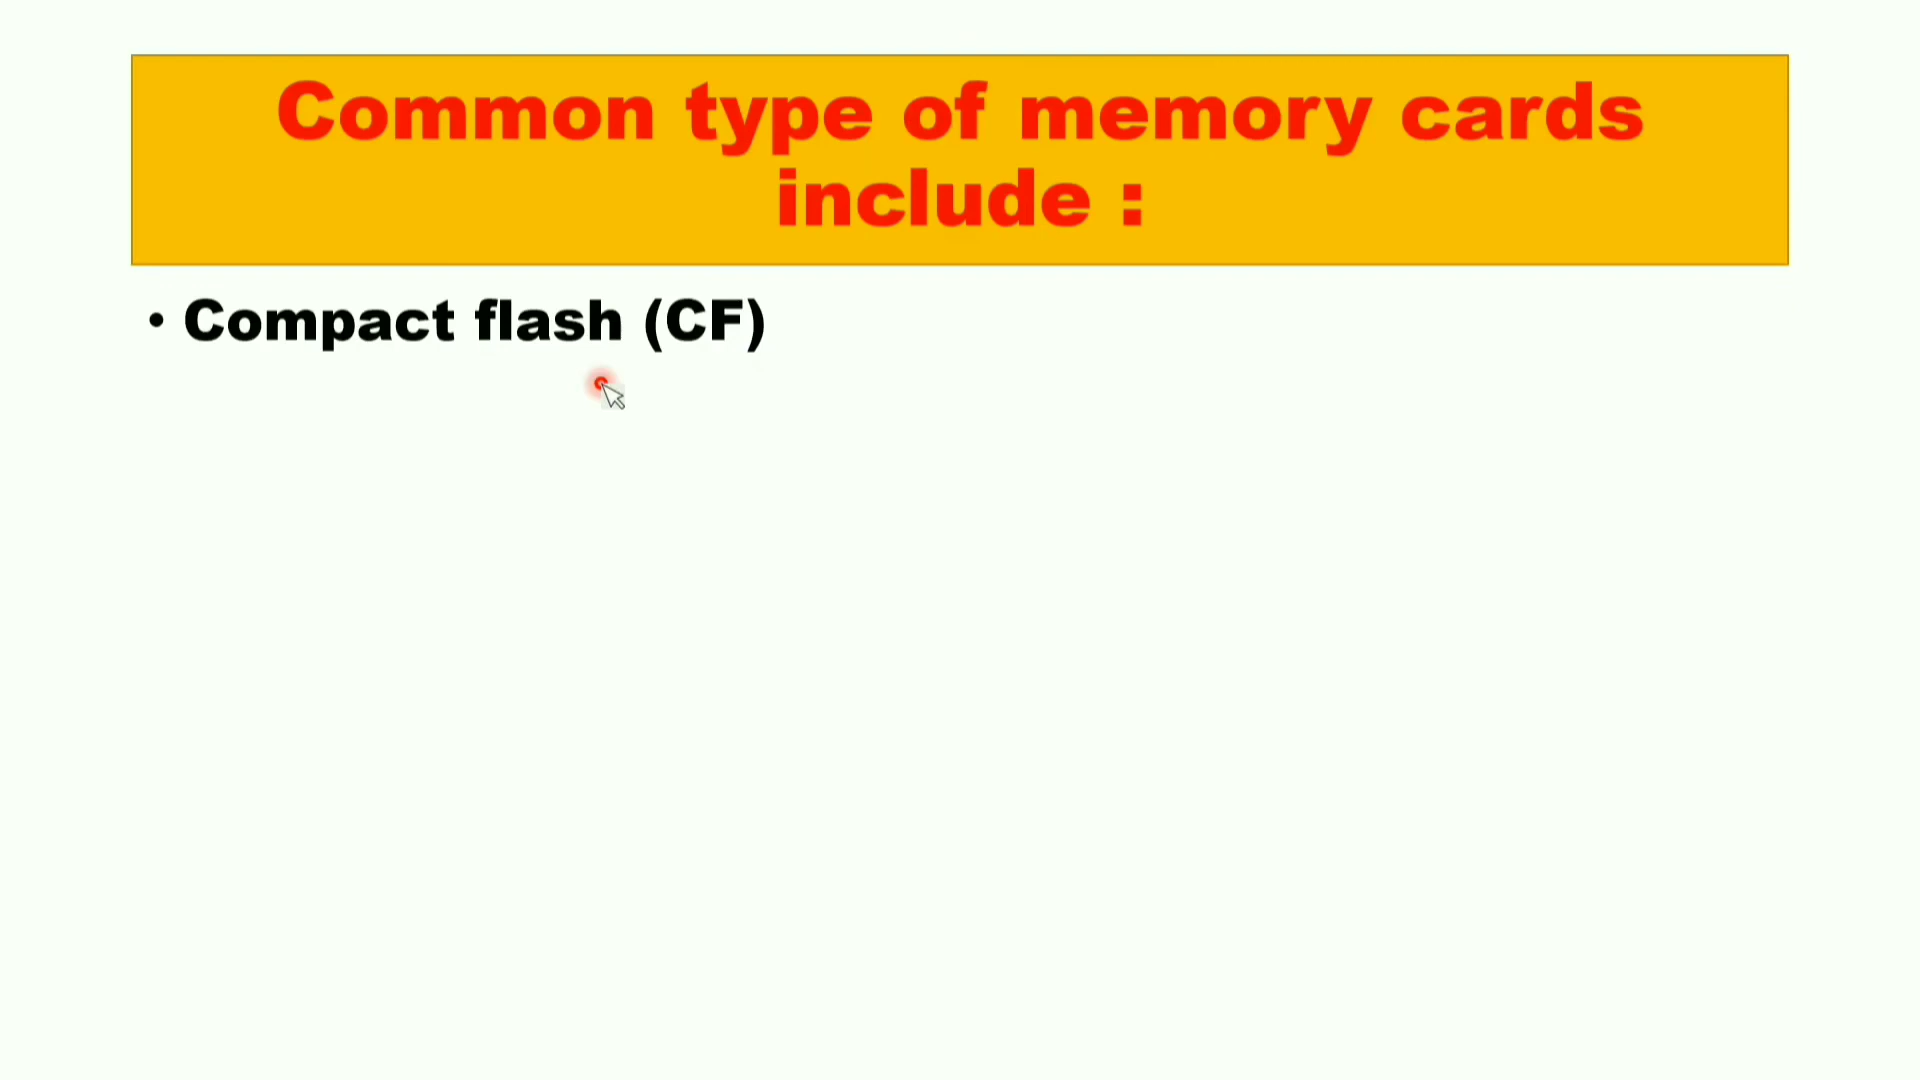 Common type of memory cards
include :
• Compact flash (CF)